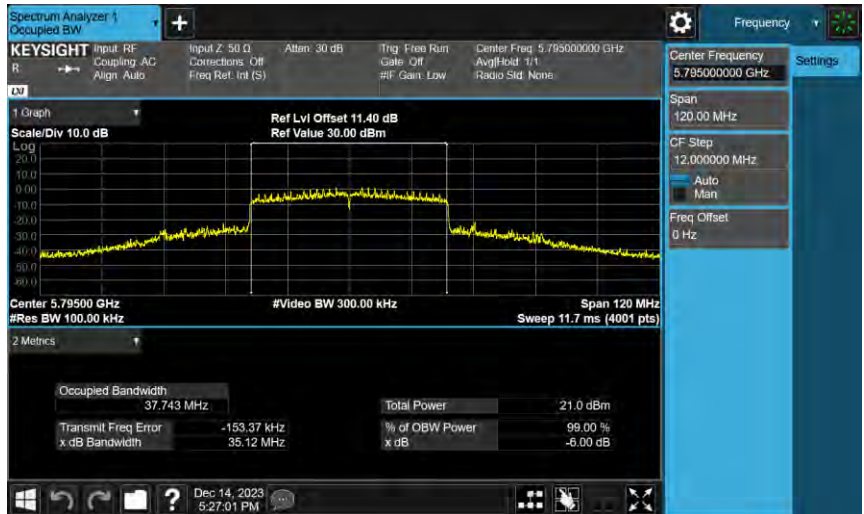 Spectrum Analyzer 1
Occupied BW
Frequency
KEYSIGHT
R
Input: RF
Coupling: AC
Align: Auto
Input Z: 50 Ω
Corrections: Off
Freq Ref: Int (S)
Atten: 30 dB
Trig: Free Run
Gate: Off
#IF Gain: Low
Center Freq: 5.795000000 GHz
Avg|Hold: 1/1
Radio Std: None
LXI
Center Frequency
5.795000000 GHz
Settings
Span
120.00 MHz
CF Step
12.000000 MHz
Auto
Man
Freq Offset
0 Hz
1 Graph
Scale/Div 10.0 dB
Ref Lvl Offset 11.40 dB
Ref Value 30.00 dBm
Log
20.0
10.0
0.00
-10.0
-20.0
-30.0
-40.0
-50.0
-60.0
Center 5.79500 GHz
#Res BW 100.00 kHz
#Video BW 300.00 kHz
Span 120 MHz
Sweep 11.7 ms (4001 pts)
2 Metrics
Occupied Bandwidth
37.743 MHz
Total Power 21.0 dBm
Transmit Freq Error -153.37 kHz
% of OBW Power 99.00 %
x dB Bandwidth 35.12 MHz
x dB -6.00 dB
?
Dec 14, 2023
5:27:01 PM